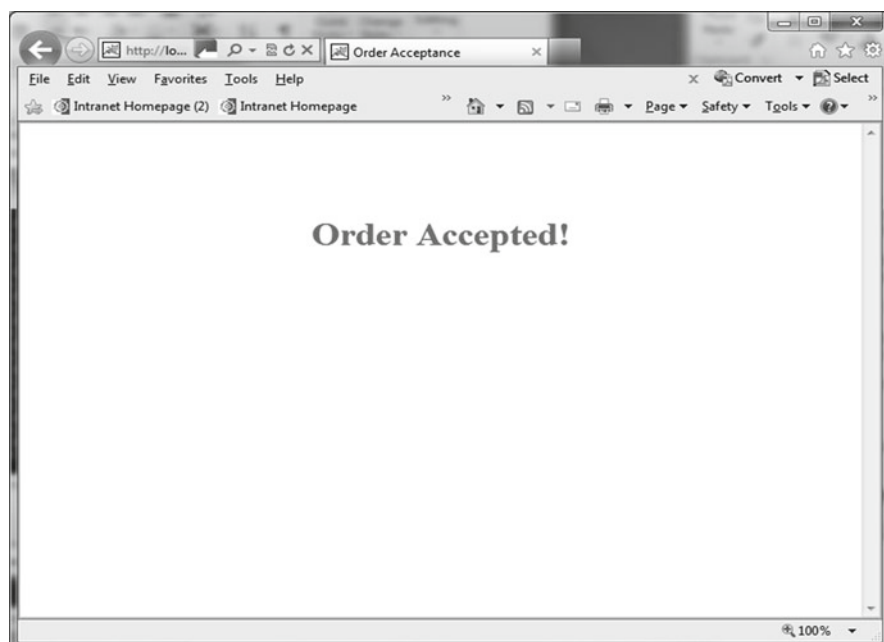 http://lo...
Order Acceptance
File Edit View Favorites Tools Help
Convert Select
Intranet Homepage (2) Intranet Homepage
Page Safety Tools
Order Accepted!
100%